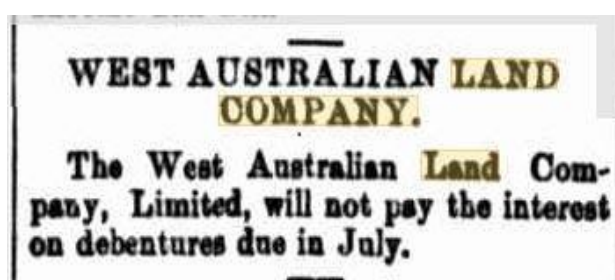 WEST AUSTRALIAN LAND
COMPANY.
The West Australian Land Com-
pany, Limited, will not pay the interest
on debentures due in July.